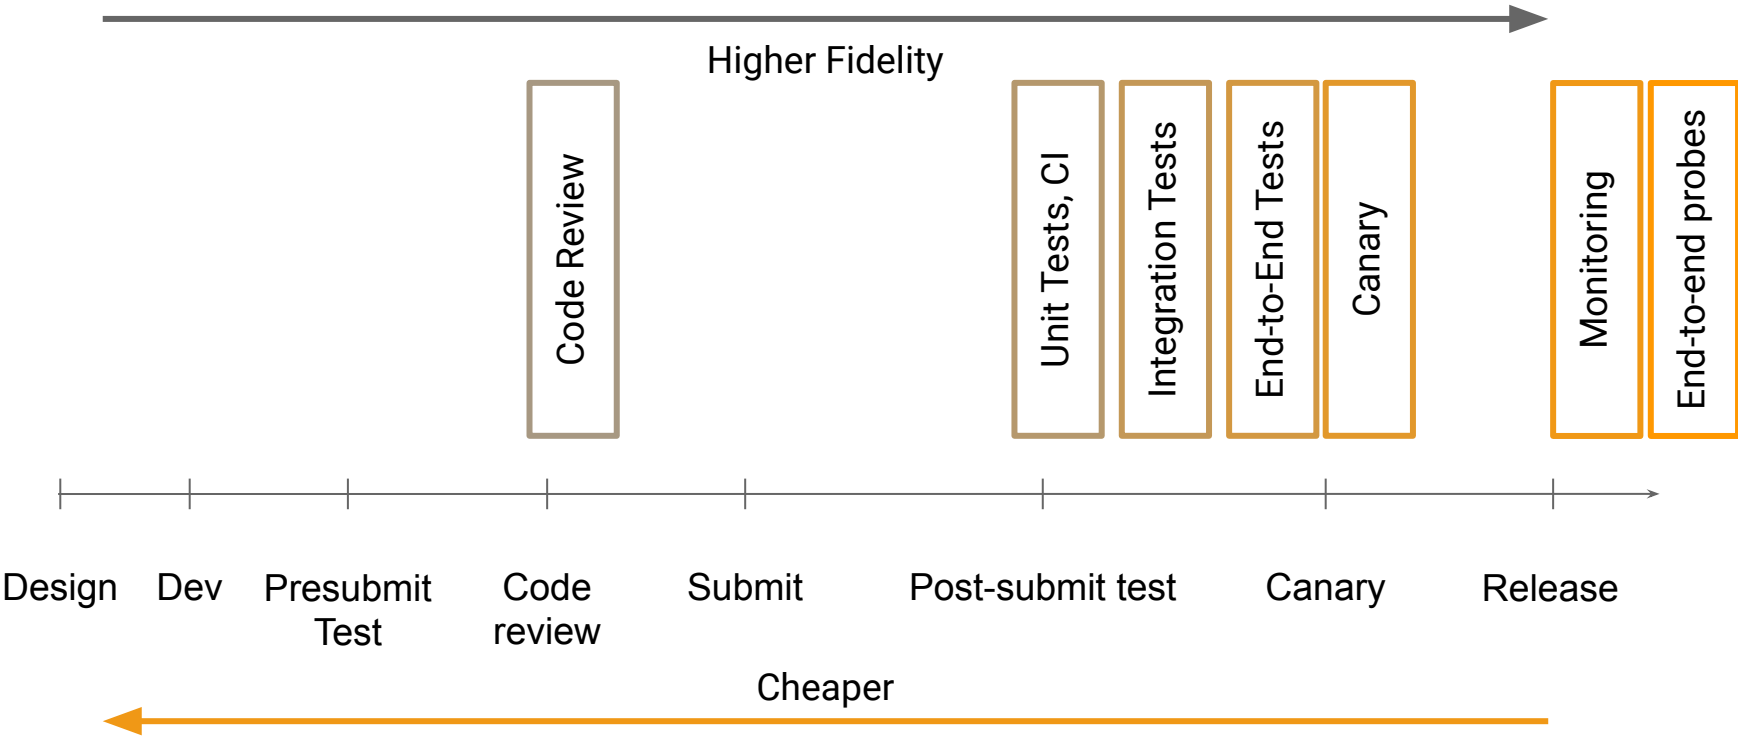 Higher Fidelity
Code Review
Unit Tests, CI
Integration Tests
End-to-End Tests
Canary
Monitoring
End-to-end probes
Design
Dev
Presubmit
Test
Code
review
Submit
Post-submit test
Canary
Release
Cheaper